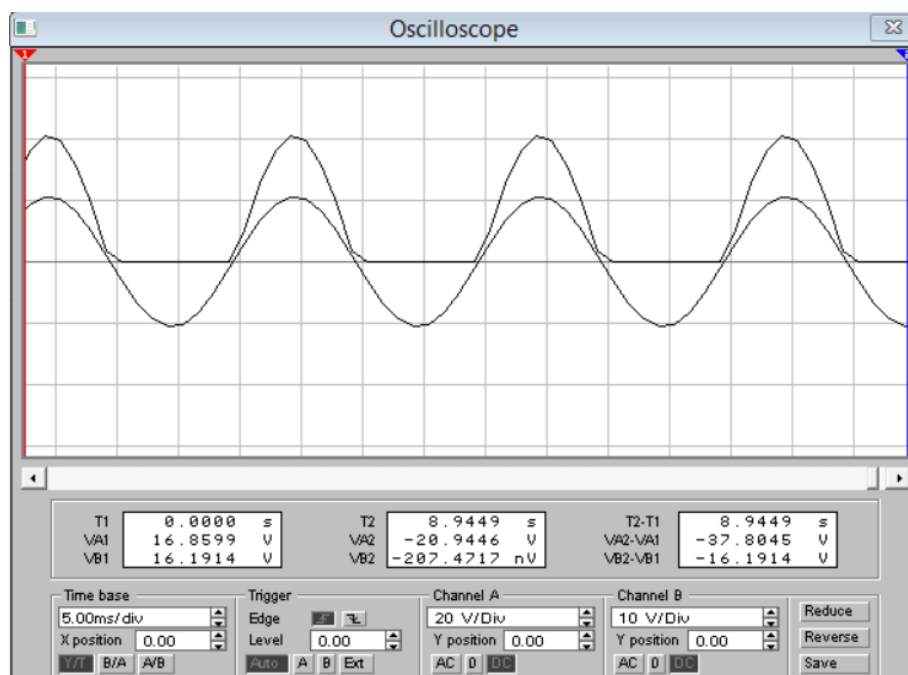 Oscilloscope
1
T1 0.0000 s T2 8.9449 s T2-T1 8.9449 s
VA1 16.8599 V VA2 -20.9446 V VA2-VA1 -37.8045 V
VB1 16.1914 V VB2 -207.4717 nV VB2-VB1 -16.1914 V
Time base Trigger Channel A Channel B
5.00ms/div Edge 20 V/Div 10 V/Div Reduce
X position 0.00 Level 0.00 Y position 0.00 Y position 0.00 Reverse
Y/T B/A A/B Auto A B Ext AC 0 DC AC 0 DC Save